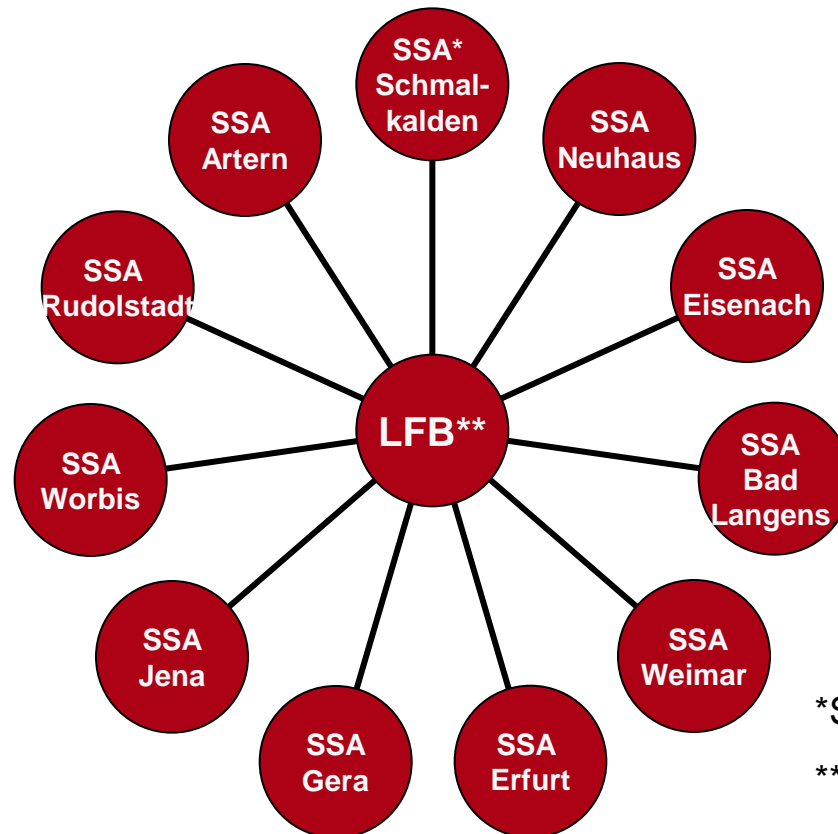 SSA*
Schmal-
kalden
SSA
Neuhaus
SSA
Eisenach
SSA
Bad
Langens
SSA
Weimar
SSA
Erfurt
SSA
Gera
SSA
Jena
SSA
Worbis
SSA
Rudolstadt
SSA
Artern
LFB**
*S
**